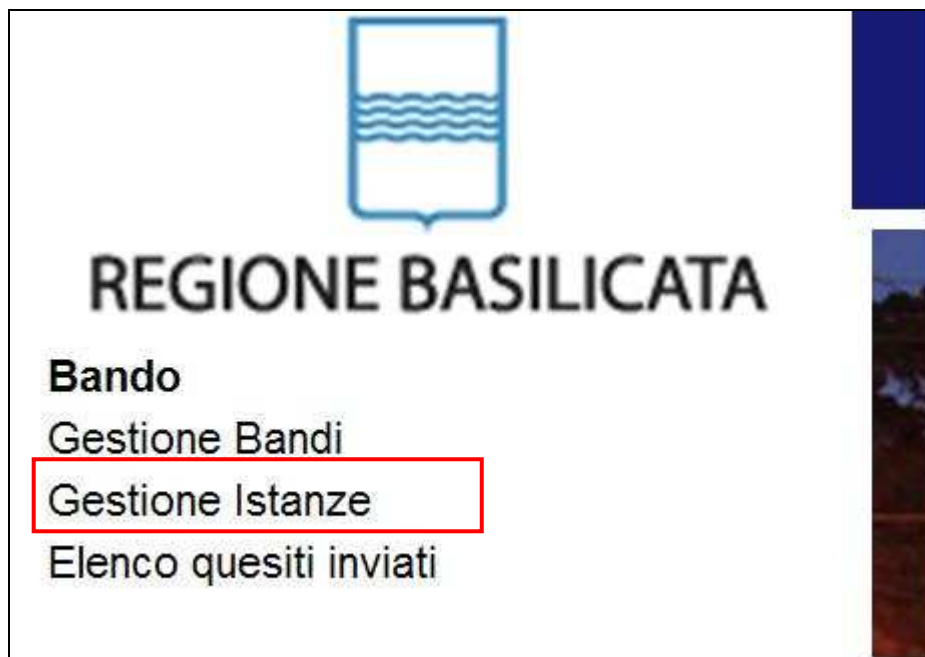 REGIONE BASILICATA
Bando
Gestione Bandi
Gestione Istanze
Elenco quesiti inviati